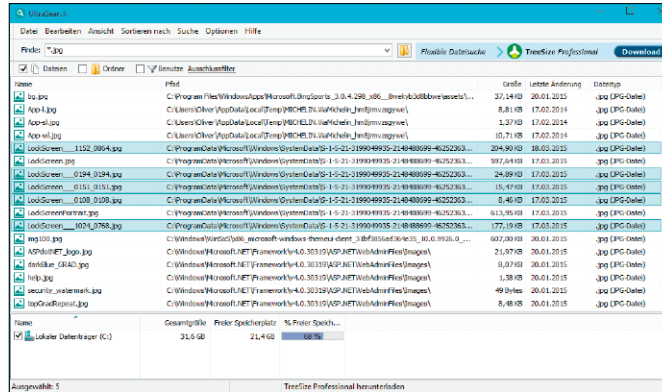 UltraSearch
Datei Bearbeiten Ansicht Sortieren nach Suche Optionen Hilfe
Finde: *.jpg Flexible Dateisuche TreeSize Professional Download
Dateien Ordner Benutze Ausschlussfilter
Name Pfad Größe Letzte Änderung Dateityp
bg.jpg C:\Program Files\WindowsApps\Microsoft.BingSports_3.0.4.298_x86__8wekyb3d8bbwe\assets\... 37,14 KB 20.01.2015 .jpg (JPG-Datei)
App-l.jpg C:\Users\Oliver\AppData\Local\Temp\MICHELIN.ViaMichelin_hm8jmvzsgywe\ 8,81 KB 17.02.2014 .jpg (JPG-Datei)
App-sl.jpg C:\Users\Oliver\AppData\Local\Temp\MICHELIN.ViaMichelin_hm8jmvzsgywe\ 1,37 KB 17.02.2014 .jpg (JPG-Datei)
App-wl.jpg C:\Users\Oliver\AppData\Local\Temp\MICHELIN.ViaMichelin_hm8jmvzsgywe\ 10,71 KB 17.02.2014 .jpg (JPG-Datei)
LockScreen___1152_0864.jpg C:\ProgramData\Microsoft\Windows\SystemData\S-1-5-21-3199049935-2148488699-46252363... 204,90 KB 18.03.2015 .jpg (JPG-Datei)
LockScreen.jpg C:\ProgramData\Microsoft\Windows\SystemData\S-1-5-21-3199049935-2148488699-46252363... 597,64 KB 17.03.2015 .jpg (JPG-Datei)
LockScreen___0194_0194.jpg C:\ProgramData\Microsoft\Windows\SystemData\S-1-5-21-3199049935-2148488699-46252363... 24,89 KB 17.03.2015 .jpg (JPG-Datei)
LockScreen___0151_0151.jpg C:\ProgramData\Microsoft\Windows\SystemData\S-1-5-21-3199049935-2148488699-46252363... 15,47 KB 17.03.2015 .jpg (JPG-Datei)
LockScreen___0108_0108.jpg C:\ProgramData\Microsoft\Windows\SystemData\S-1-5-21-3199049935-2148488699-46252363... 8,46 KB 17.03.2015 .jpg (JPG-Datei)
LockScreenPortrait.jpg C:\ProgramData\Microsoft\Windows\SystemData\S-1-5-21-3199049935-2148488699-46252363... 613,95 KB 17.03.2015 .jpg (JPG-Datei)
LockScreen___1024_0768.jpg C:\ProgramData\Microsoft\Windows\SystemData\S-1-5-21-3199049935-2148488699-46252363... 177,19 KB 17.03.2015 .jpg (JPG-Datei)
img100.jpg C:\Windows\WinSxS\x86_microsoft-windows-themeui-client_31bf3856ad364e35_10.0.9926.0_... 607,00 KB 20.01.2015 .jpg (JPG-Datei)
ASPdotNET_logo.jpg C:\Windows\Microsoft.NET\Framework\v4.0.30319\ASP.NETWebAdminFiles\Images\ 21,97 KB 20.01.2015 .jpg (JPG-Datei)
darkBlue_GRAD.jpg C:\Windows\Microsoft.NET\Framework\v4.0.30319\ASP.NETWebAdminFiles\Images\ 8,07 KB 20.01.2015 .jpg (JPG-Datei)
help.jpg C:\Windows\Microsoft.NET\Framework\v4.0.30319\ASP.NETWebAdminFiles\Images\ 1,38 KB 20.01.2015 .jpg (JPG-Datei)
security_watermark.jpg C:\Windows\Microsoft.NET\Framework\v4.0.30319\ASP.NETWebAdminFiles\Images\ 49 Bytes 20.01.2015 .jpg (JPG-Datei)
topGradRepeat.jpg C:\Windows\Microsoft.NET\Framework\v4.0.30319\ASP.NETWebAdminFiles\Images\ 8,48 KB 20.01.2015 .jpg (JPG-Datei)
Name Gesamtgröße Freier Speicherplatz % Freier Speich...
Lokaler Datenträger (C:) 31,6 GB 21,4 GB 68 %
Ausgewählt: 5 TreeSize Professional herunterladen